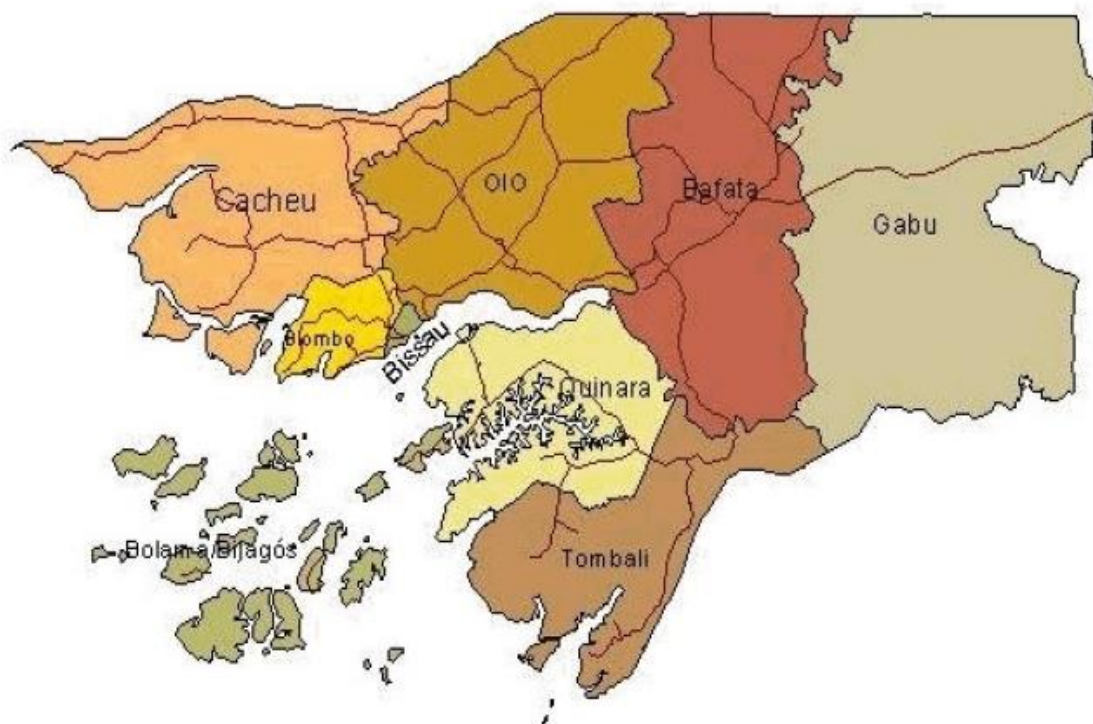 Cacheu
OIO
Bafata
Gabu
Biombo
Bissau
Quinara
Bolama/Bijagós
Tombali